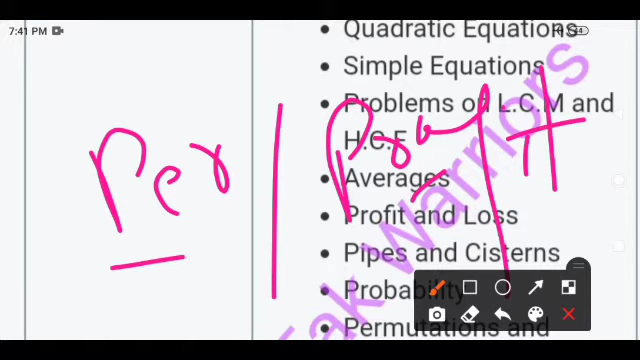 7:41 PM
Quadratic Equations
Simple Equations
Problems on L.C.M and
H.C.F
Averages
Profit and Loss
Pipes and Cisterns
Probability
Permutations and
Per | Profit
Tak Warriors